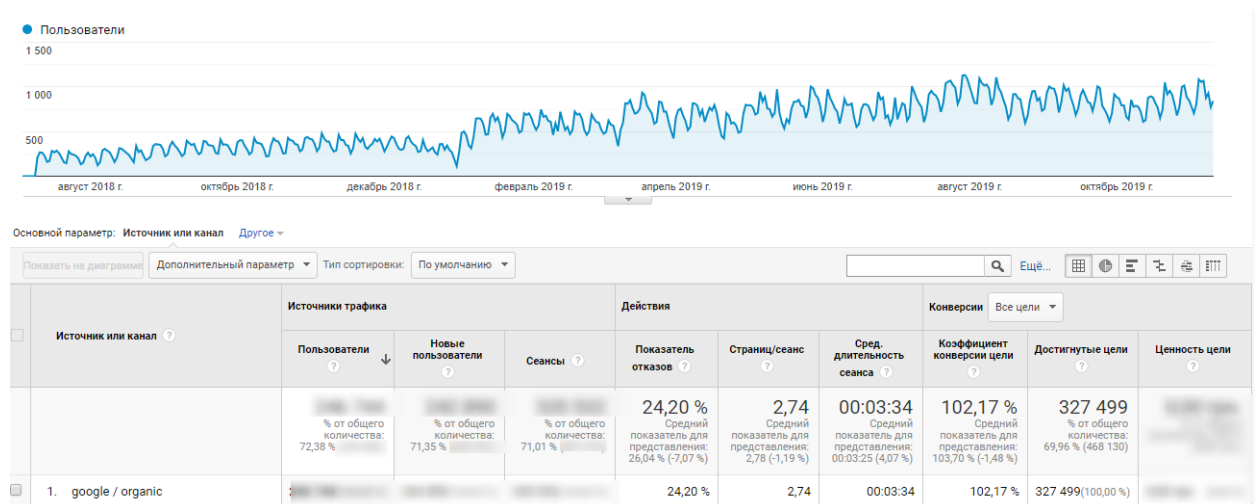 Пользователи
1 500
1 000
500
август 2018 г. октябрь 2018 г. декабрь 2018 г. февраль 2019 г. апрель 2019 г. июнь 2019 г. август 2019 г. октябрь 2019 г.
Основной параметр: Источник или канал Другое
Показать на диаграмме Дополнительный параметр Тип сортировки: По умолчанию Ещё...
Источники трафика Действия Конверсии Все цели
Источник или канал ?
Пользователи ? Новые пользователи ? Сеансы ? Показатель отказов ? Страниц/сеанс ? Сред. длительность сеанса ? Коэффициент конверсии цели ? Достигнутые цели ? Ценность цели ?
24,20 % 2,74 00:03:34 102,17 % 327 499
% от общего количества: 72,38 %
% от общего количества: 71,35 %
% от общего количества: 71,01 %
Средний показатель для представления: 26,04 % (-7,07 %)
Средний показатель для представления: 2,78 (-1,19 %)
Средний показатель для представления: 00:03:25 (4,07 %)
Средний показатель для представления: 103,70 % (-1,48 %)
% от общего количества: 69,96 % (468 130)
1. google / organic 24,20 % 2,74 00:03:34 102,17 % 327 499(100,00 %)